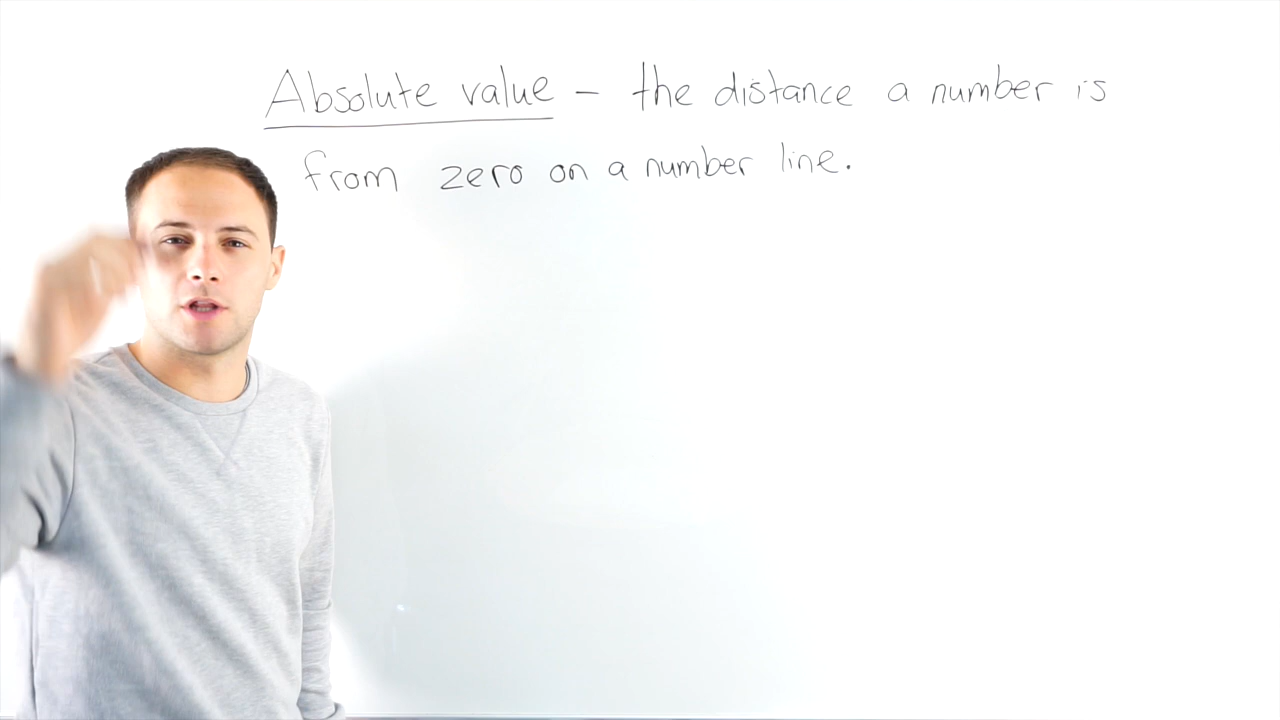 Absolute value - the distance a number is
from zero on a number line.